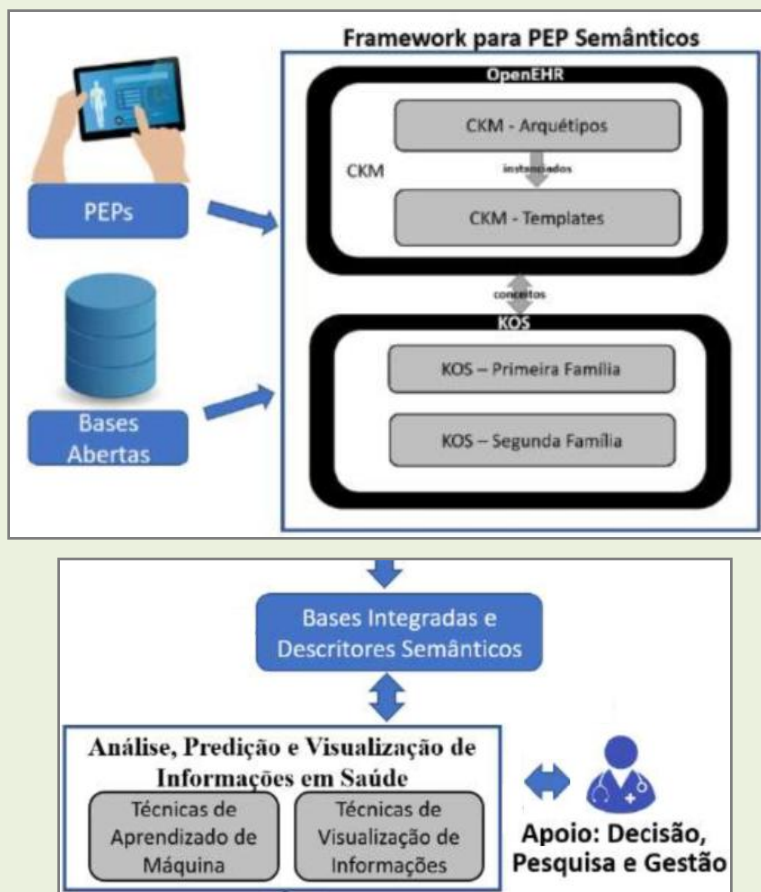 Framework para PEP Semânticos
OpenEHR
CKM - Arquétipos
CKM
instanciados
CKM - Templates
PEPs
conceitos
KOS
KOS – Primeira Família
KOS – Segunda Família
Bases
Abertas
Bases Integradas e
Descritores Semânticos
Análise, Predição e Visualização de
Informações em Saúde
Técnicas de
Aprendizado de
Máquina
Técnicas de
Visualização de
Informações
Apoio: Decisão,
Pesquisa e Gestão